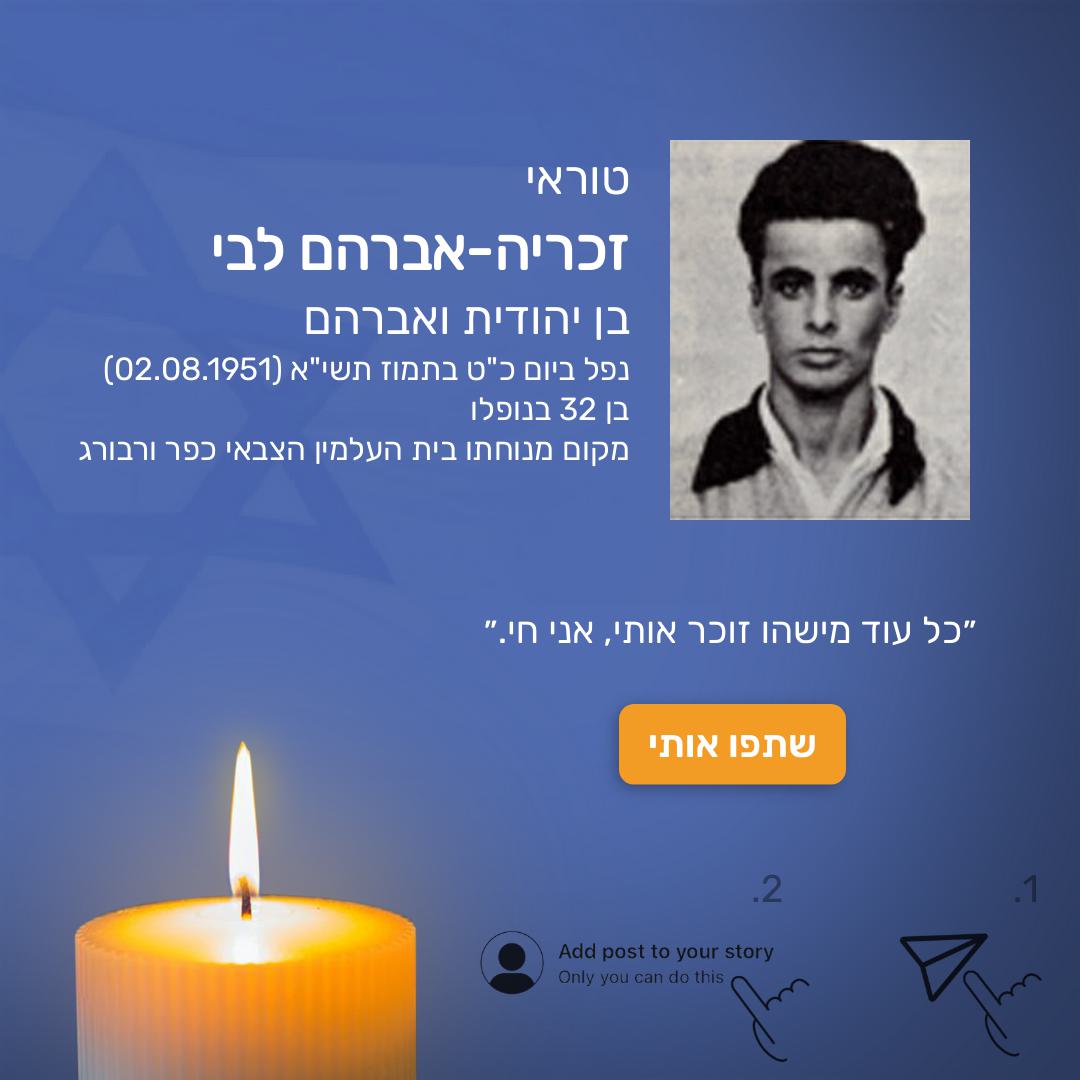 טוראי
זכריה-אברהם לבי
בן יהודית ואברהם
נפל ביום כ"ט בתמוז תשי"א (02.08.1951)
בן 32 בנופלו
מקום מנוחתו בית העלמין הצבאי כפר ורבורג
״כל עוד מישהו זוכר אותי, אני חי.״
שתפו אותי
1.
2.
Add post to your story
Only you can do this